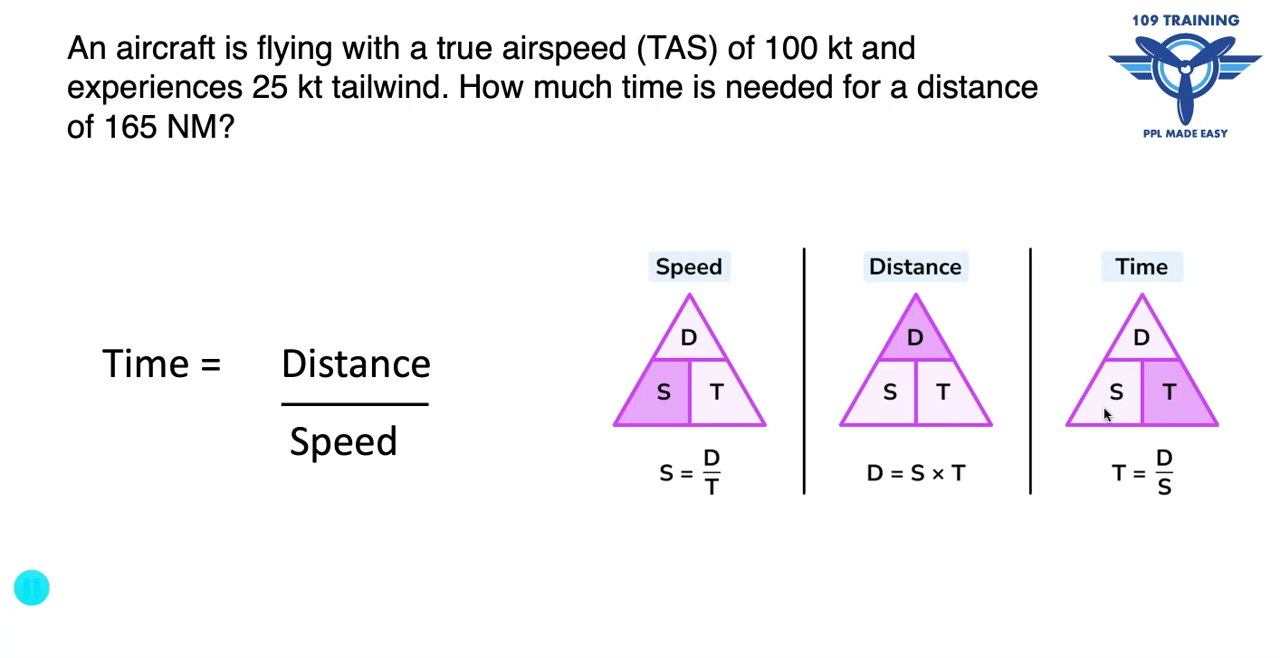 An aircraft is flying with a true airspeed (TAS) of 100 kt and
experiences 25 kt tailwind. How much time is needed for a distance
of 165 NM?
109 TRAINING
PPL MADE EASY
Time = Distance
Speed
Speed
D
S T
S = D
T
Distance
D
S T
D = S × T
Time
D
S T
T = D
S